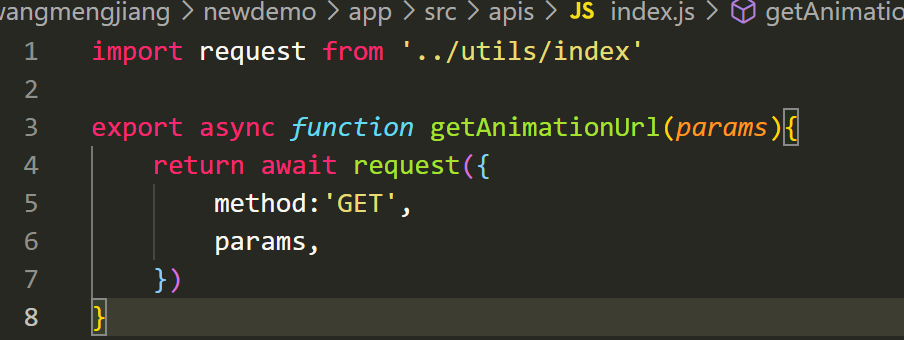 wangmengjiang > newdemo > app > src > apis > JS index.js > getAnimatio
1 import request from '../utils/index'
2
3 export async function getAnimationUrl(params){
4 return await request({
5 method:'GET',
6 params,
7 })
8 }